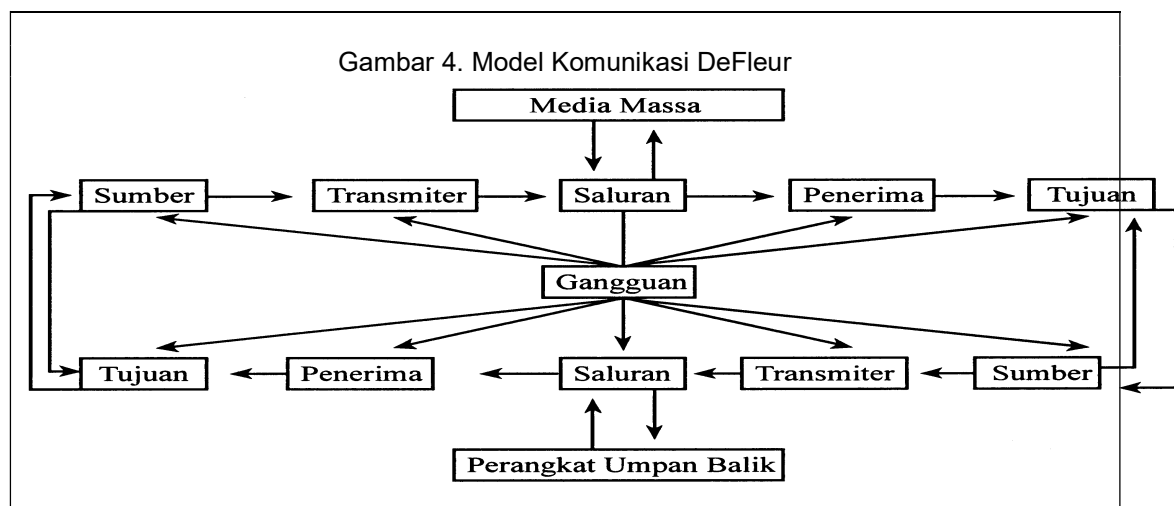 Gambar 4. Model Komunikasi DeFleur
Media Massa
Sumber Transmiter Saluran Penerima Tujuan
Gangguan
Tujuan Penerima Saluran Transmiter Sumber
Perangkat Umpan Balik